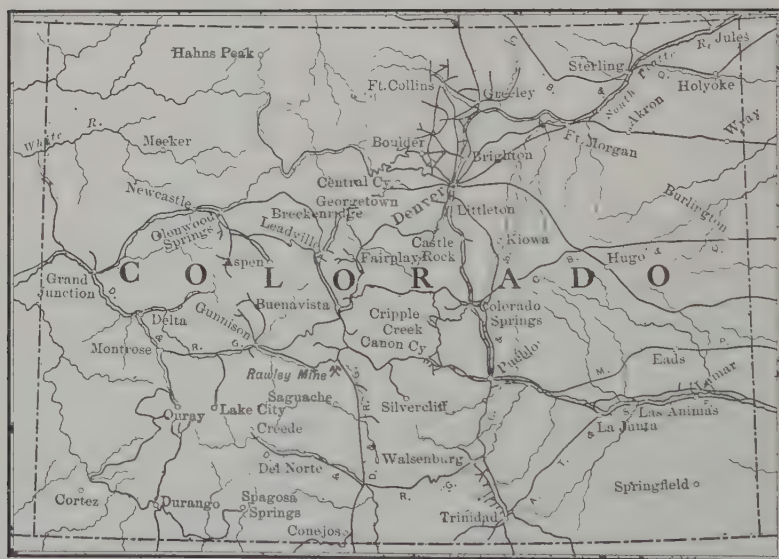 Hahns Peak
R. Jules
Sterling
Ft. Collins
South Platte
Holyoke
Greeley
B. &
Q.
Akron
White R.
Meeker
Boulder
Ft. Morgan
Wray
Brighton
Central Cy.
Newcastle
Georgetown
Denver
Burlington
Breckenridge
Littleton
Glenwood
Springs
Leadville
Castle
Rock
Kiowa
Aspen
Fairplay
Hugo &
COLORADO
Grand
Junction
Buenavista
Cripple
Creek
Colorado
Springs
Delta
Gunnison
Canon Cy
Montrose
R. G.
Pueblo
Eads
M. P.
Rawley Mine
Lamar
Saguache
Silvercliff
Ouray
Lake City
Las Animas
Creede
La Junta
Walsenburg
Del Norte
D. & R. G.
A. T. &
Springfield
Cortez
Durango
Spagosa
Springs
Trinidad
Conejos